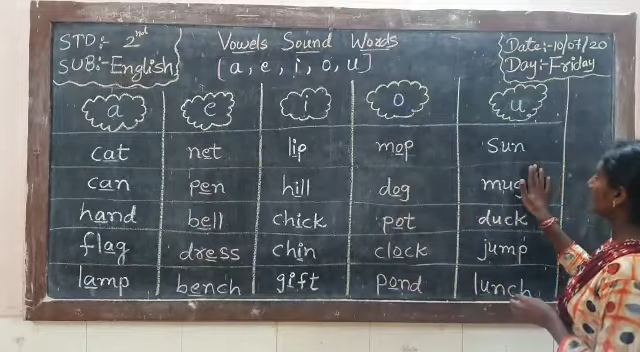 STD:- 2nd
SUB:- English
Vowels Sound Words
[a, e, i, o, u]
Date:-10/07/20
Day:-Friday
a e i o u
cat net lip mop Sun
can pen hill dog mug
hand bell chick pot duck
flag dress chin clock jump
lamp bench gift pond lunch